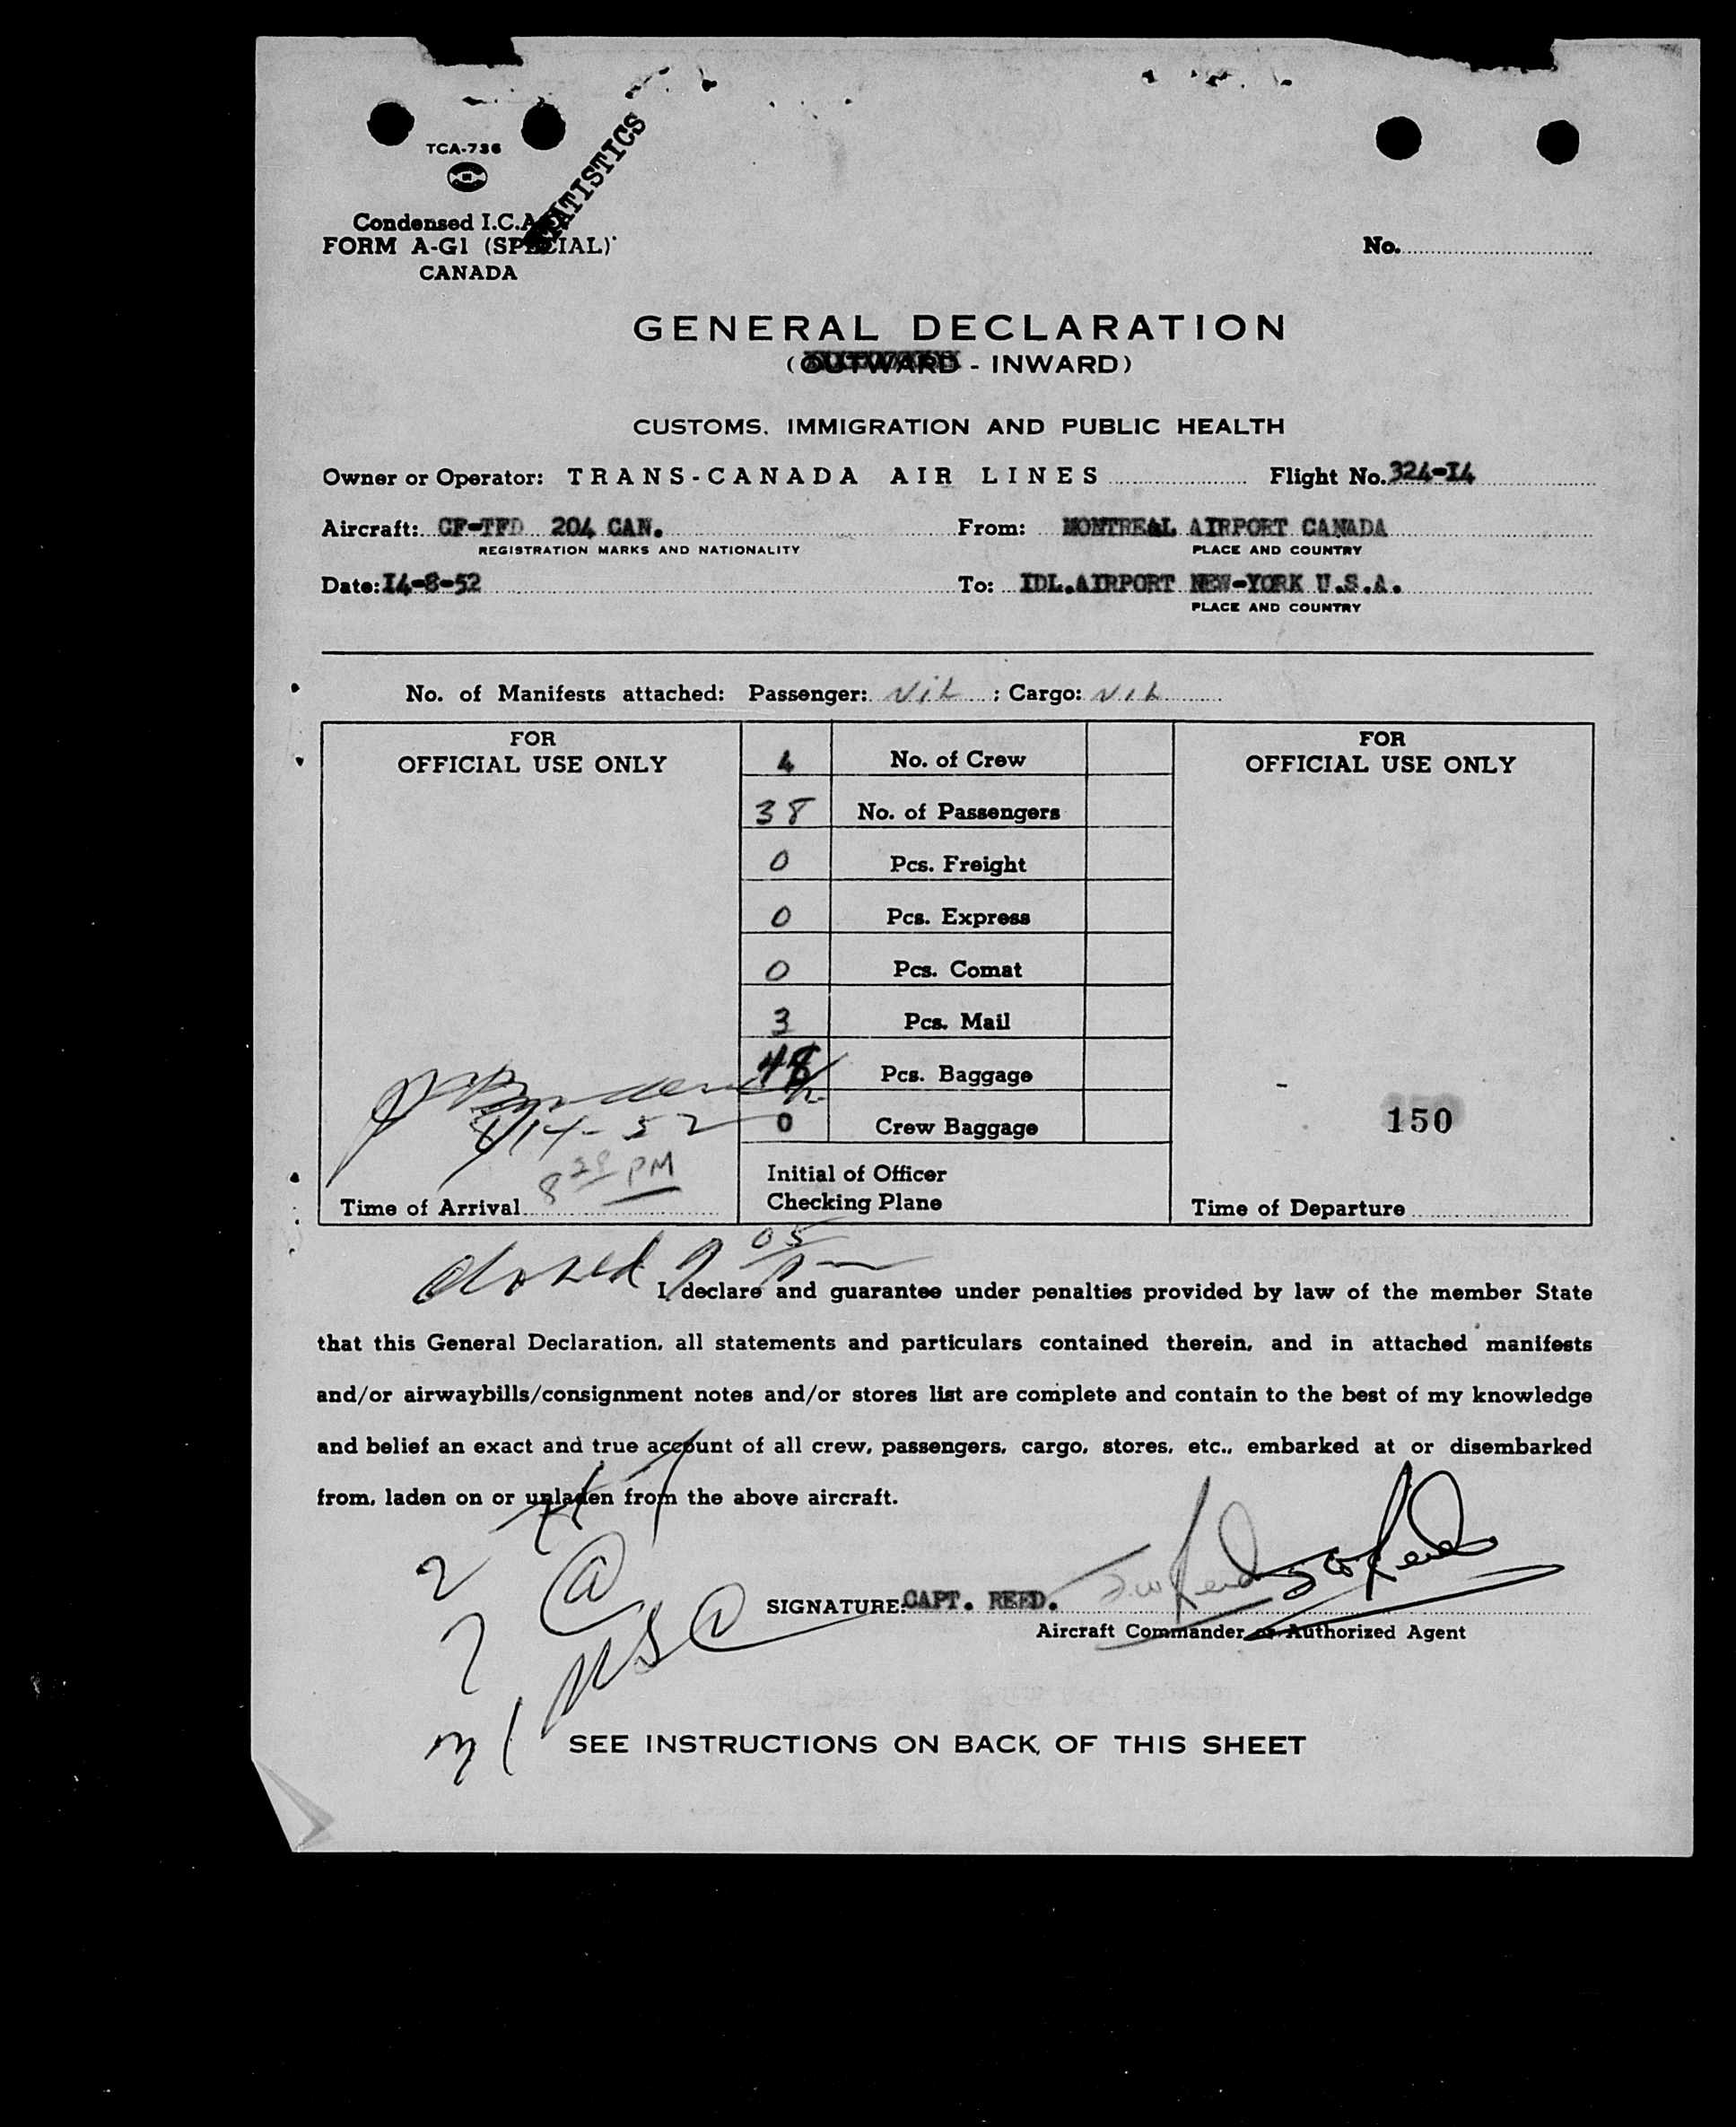 STATISTICS
TCA-736
Condensed I.C.A.
FORM A-G1 (SPECIAL)
CANADA
No.
GENERAL DECLARATION
(OUTWARD - INWARD)
CUSTOMS, IMMIGRATION AND PUBLIC HEALTH
Owner or Operator: TRANS-CANADA AIR LINES Flight No. 324-I4
Aircraft: CF-TFD 204 CAN. From: MONTREAL AIRPORT CANADA
REGISTRATION MARKS AND NATIONALITY PLACE AND COUNTRY
Date: I4-8-52 To: IDL.AIRPORT NEW-YORK U.S.A.
PLACE AND COUNTRY
No. of Manifests attached: Passenger: Nil ; Cargo: Nil
FOR
OFFICIAL USE ONLY
4 No. of Crew
38 No. of Passengers
0 Pcs. Freight
0 Pcs. Express
0 Pcs. Comat
3 Pcs. Mail
48 Pcs. Baggage
0 Crew Baggage
Initial of Officer
Checking Plane
8/14-52
8 28 PM
Time of Arrival
FOR
OFFICIAL USE ONLY
150
Time of Departure
Closed 9 05 pm
I declare and guarantee under penalties provided by law of the member State
that this General Declaration, all statements and particulars contained therein, and in attached manifests
and/or airwaybills/consignment notes and/or stores list are complete and contain to the best of my knowledge
and belief an exact and true account of all crew, passengers, cargo, stores, etc., embarked at or disembarked
from, laden on or unladen from the above aircraft.
SIGNATURE: CAPT. REED.
Aircraft Commander or Authorized Agent
SEE INSTRUCTIONS ON BACK OF THIS SHEET